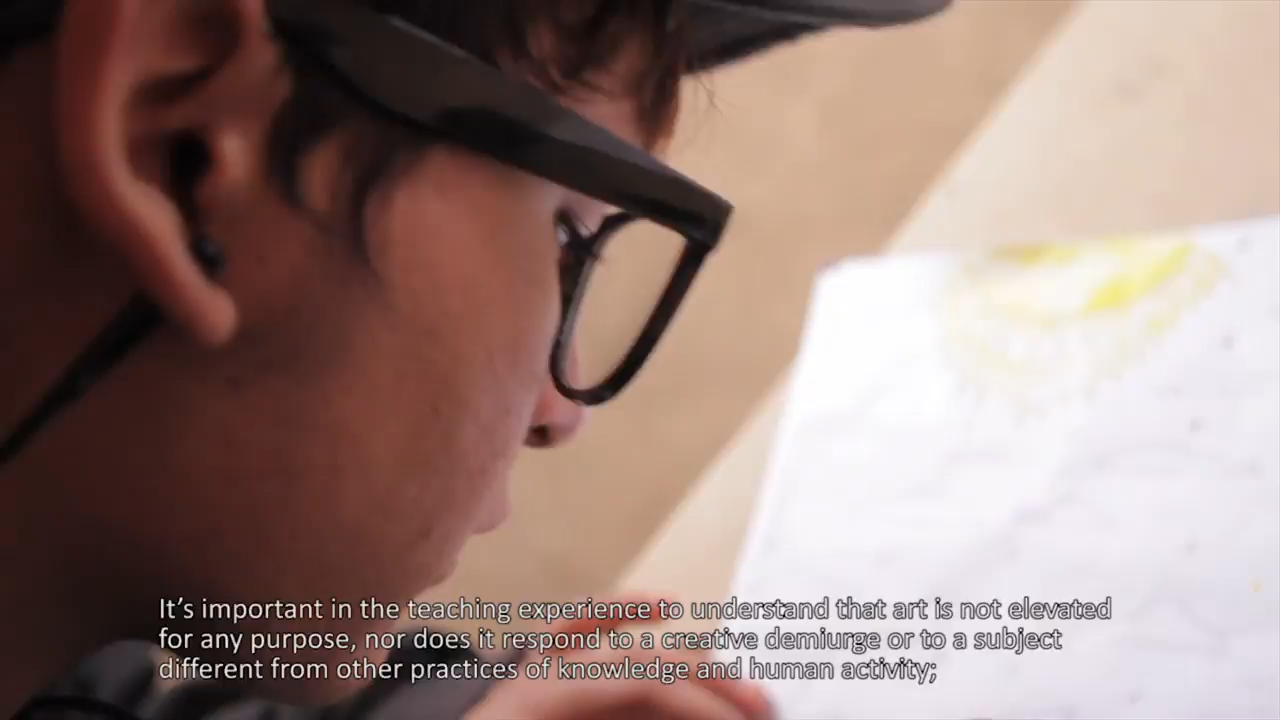 It's important in the teaching experience to understand that art is not elevated
for any purpose, nor does it respond to a creative demiurge or to a subject
different from other practices of knowledge and human activity;